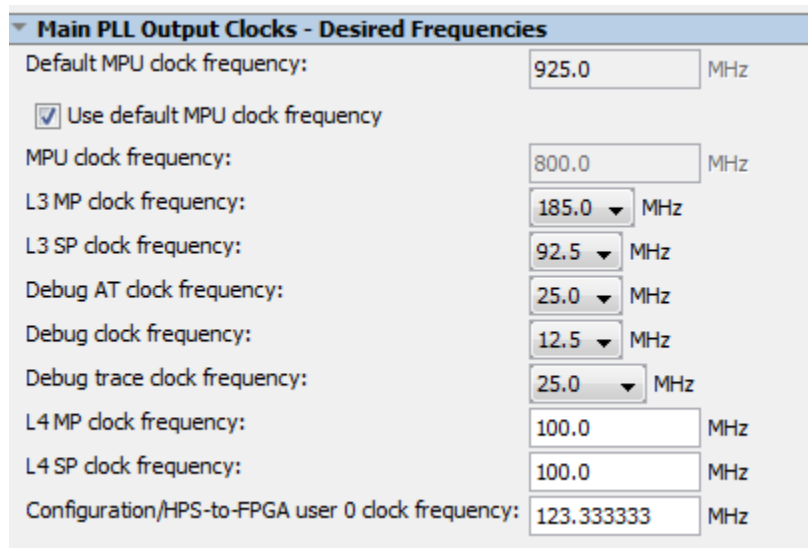 Main PLL Output Clocks - Desired Frequencies
Default MPU clock frequency: 925.0 MHz
Use default MPU clock frequency
MPU clock frequency: 800.0 MHz
L3 MP clock frequency: 185.0 MHz
L3 SP clock frequency: 92.5 MHz
Debug AT clock frequency: 25.0 MHz
Debug clock frequency: 12.5 MHz
Debug trace clock frequency: 25.0 MHz
L4 MP clock frequency: 100.0 MHz
L4 SP clock frequency: 100.0 MHz
Configuration/HPS-to-FPGA user 0 clock frequency: 123.333333 MHz